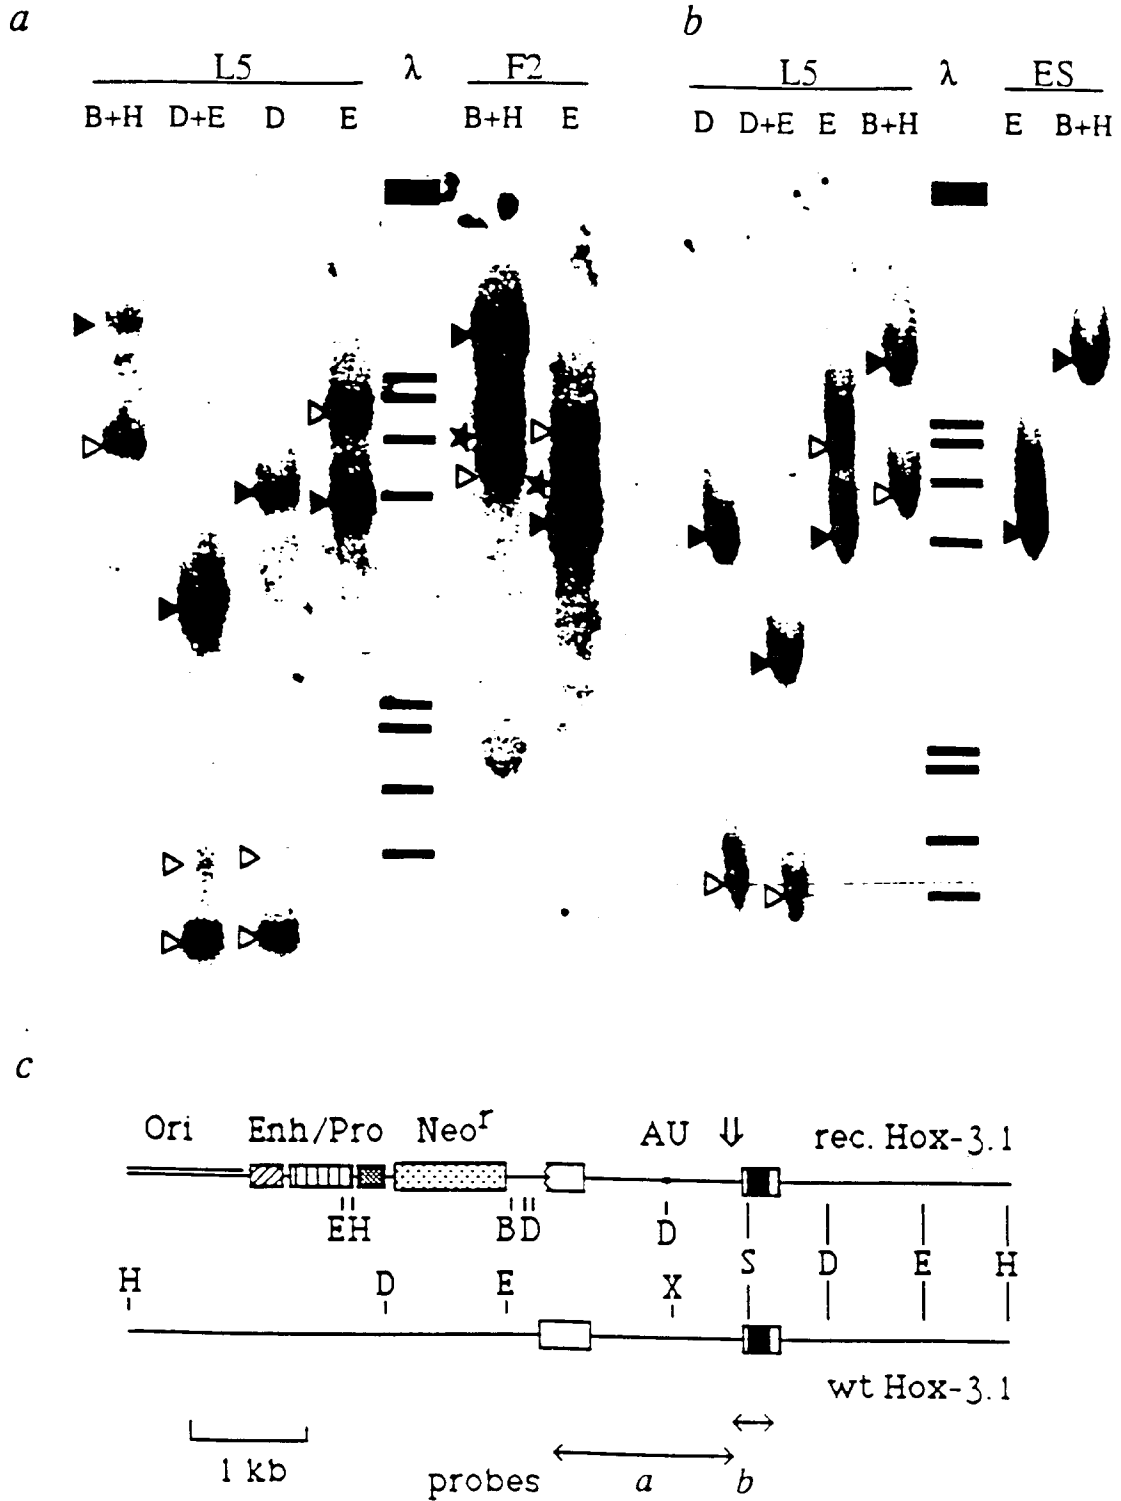 a
b
L5 λ F2
B+H D+E D E B+H E
L5 λ ES
D D+E E B+H E B+H
c
Ori Enh/Pro Neoʳ AU ⇓ rec. Hox-3.1
EH BD D
S D E H
H D E X
wt Hox-3.1
1 kb
probes a b